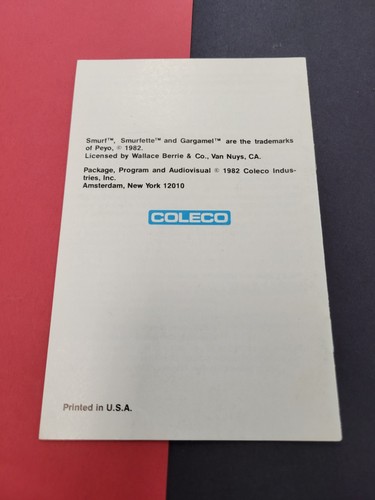 Smurf™, Smurfette™ and Gargamel™ are the trademarks
of Peyo, © 1982.
Licensed by Wallace Berrie & Co., Van Nuys, CA.
Package, Program and Audiovisual © 1982 Coleco Indus-
tries, Inc.
Amsterdam, New York 12010
COLECO
Printed in U.S.A.